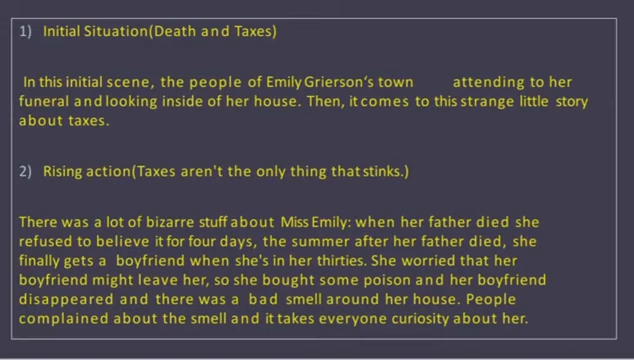 1) Initial Situation(Death and Taxes)
In this initial scene, the people of Emily Grierson‘s town attending to her
funeral and looking inside of her house. Then, it comes to this strange little story
about taxes.
2) Rising action(Taxes aren't the only thing that stinks.)
There was a lot of bizarre stuff about Miss Emily: when her father died she
refused to believe it for four days, the summer after her father died, she
finally gets a boyfriend when she's in her thirties. She worried that her
boyfriend might leave her, so she bought some poison and her boyfriend
disappeared and there was a bad smell around her house. People
complained about the smell and it takes everyone curiosity about her.